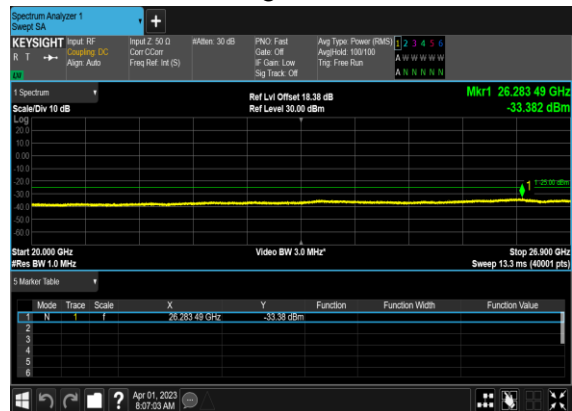 Spectrum Analyzer 1
Swept SA
KEYSIGHT Input: RF Input Z: 50 Ω #Atten: 30 dB PNO: Fast Avg Type: Power (RMS) 1 2 3 4 5 6
R T Coupling: DC Corr CCorr Gate: Off Avg|Hold: 100/100 A W W W W W
Align: Auto Freq Ref: Int (S) IF Gain: Low Trig: Free Run
Sig Track: Off A N N N N N
1 Spectrum Ref Lvl Offset 18.38 dB Mkr1 26.283 49 GHz
Scale/Div 10 dB Ref Level 30.00 dBm -33.382 dBm
Log
20.0
10.0
0.00
-10.0
-20.0
1 -25.00 dBm
-30.0
-40.0
-50.0
-60.0
Start 20.000 GHz Video BW 3.0 MHz* Stop 26.900 GHz
#Res BW 1.0 MHz Sweep 13.3 ms (40001 pts)
5 Marker Table
Mode Trace Scale X Y Function Function Width Function Value
1 N 1 f 26.283 49 GHz -33.38 dBm
2
3
4
5
6
? Apr 01, 2023
8:07:03 AM